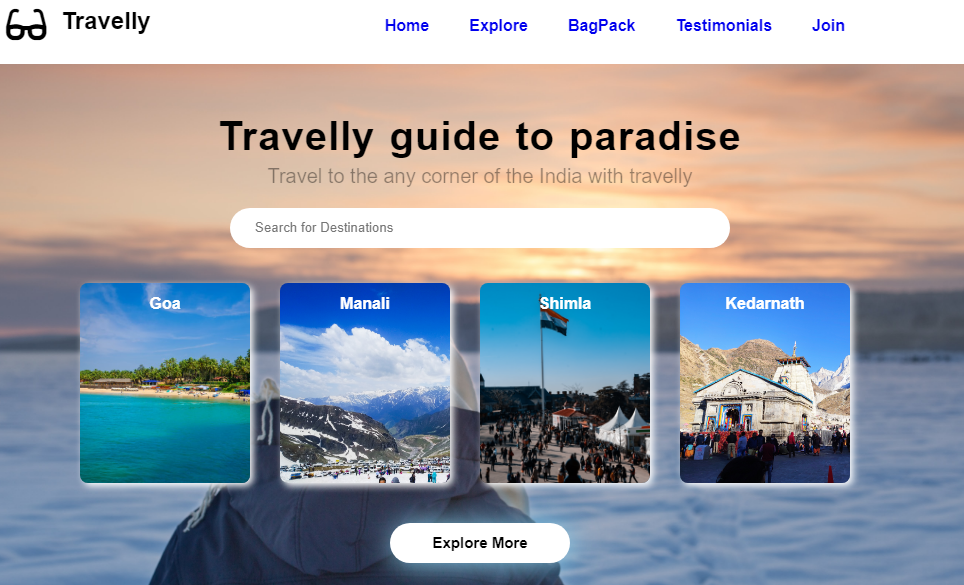 Travelly
Home Explore BagPack Testimonials Join
Travelly guide to paradise
Travel to the any corner of the India with travelly
Search for Destinations
Goa Manali Shimla Kedarnath
Explore More